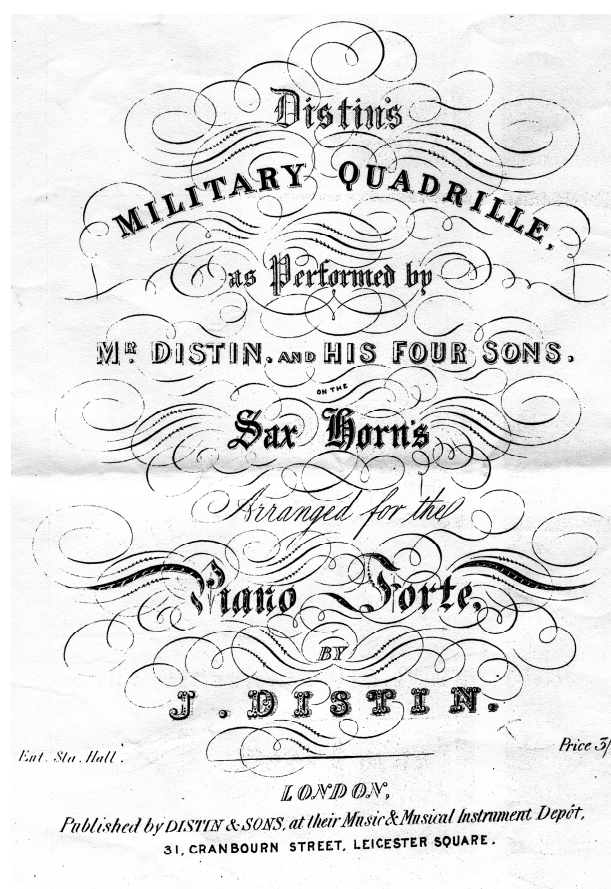 Distin's
MILITARY QUADRILLE,
as Performed by
MR. DISTIN. AND HIS FOUR SONS.
ON THE
Sax Horn's
Arranged for the
Piano Forte,
BY
J. DISTIN.
Ent. Sta. Hall.
Price 3/
LONDON,
Published by DISTIN & SONS, at their Music & Musical Instrument Depôt,
31, CRANBOURN STREET, LEICESTER SQUARE.